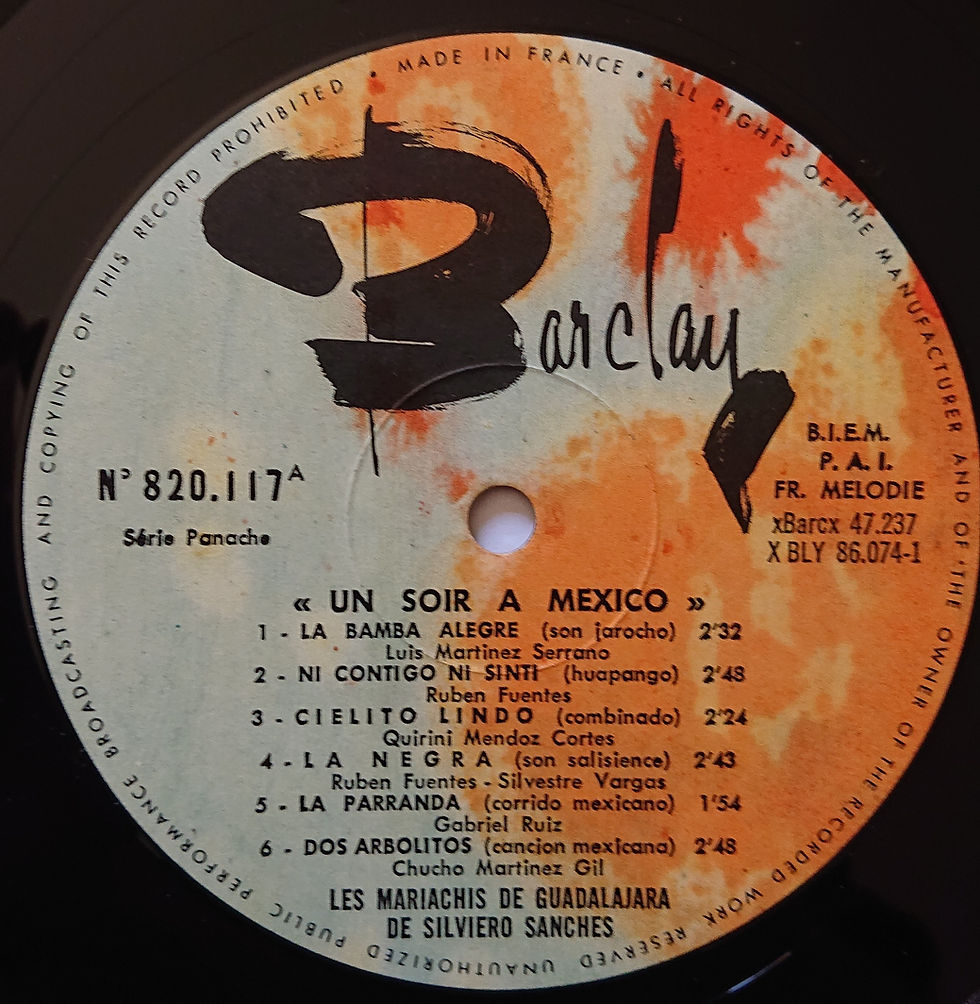 • MADE IN FRANCE • ALL RIGHTS OF THE MANUFACTURER AND OF THE OWNER OF THE RECORDED WORK RESERVED UNAUTHORIZED PUBLIC PERFORMANCE BROADCASTING AND COPYING OF THIS RECORD PROHIBITED
Barclay
B.I.E.M.
P. A. I.
FR. MELODIE
xBarcx 47.237
X BLY 86.074-1
N° 820.117 A
Série Panache
« UN SOIR A MEXICO »
1 - LA BAMBA ALEGRE (son jarocho) 2'32
Luis Martinez Serrano
2 - NI CONTIGO NI SINTI (huapango) 2'48
Ruben Fuentes
3 - CIELITO LINDO (combinado) 2'24
Quirini Mendoz Cortes
4 - LA NEGRA (son salisience) 2'43
Ruben Fuentes - Silvestre Vargas
5 - LA PARRANDA (corrido mexicano) 1'54
Gabriel Ruiz
6 - DOS ARBOLITOS (cancion mexicana) 2'48
Chucho Martinez Gil
LES MARIACHIS DE GUADALAJARA
DE SILVIERO SANCHES